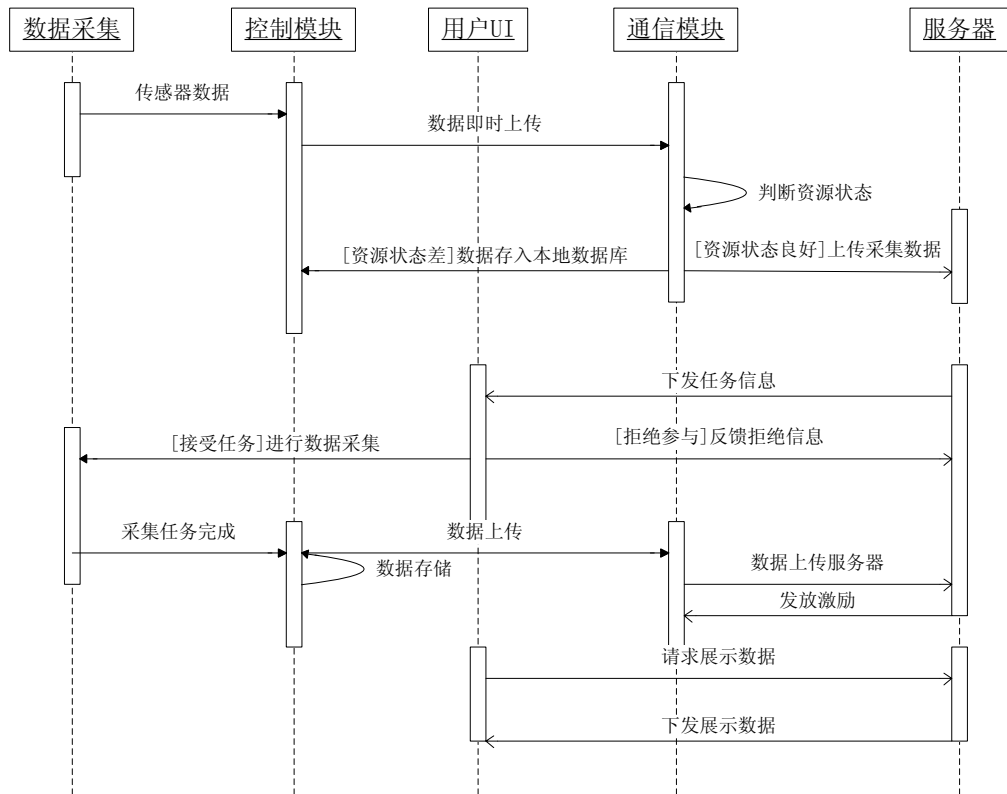 数据采集
控制模块
用户UI
通信模块
服务器
传感器数据
数据即时上传
判断资源状态
[资源状态差]数据存入本地数据库
[资源状态良好]上传采集数据
下发任务信息
[接受任务]进行数据采集
[拒绝参与]反馈拒绝信息
采集任务完成
数据上传
数据存储
数据上传服务器
发放激励
请求展示数据
下发展示数据